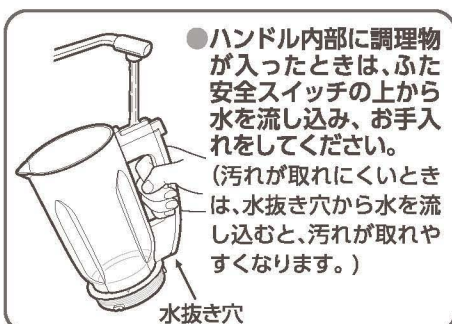 ●ハンドル内部に調理物
が入ったときは、ふた
安全スイッチの上から
水を流し込み、お手入
れをしてください。
(汚れが取れにくいとき
は、水抜き穴から水を流
し込むと、汚れが取れや
すくなります。)
水抜き穴